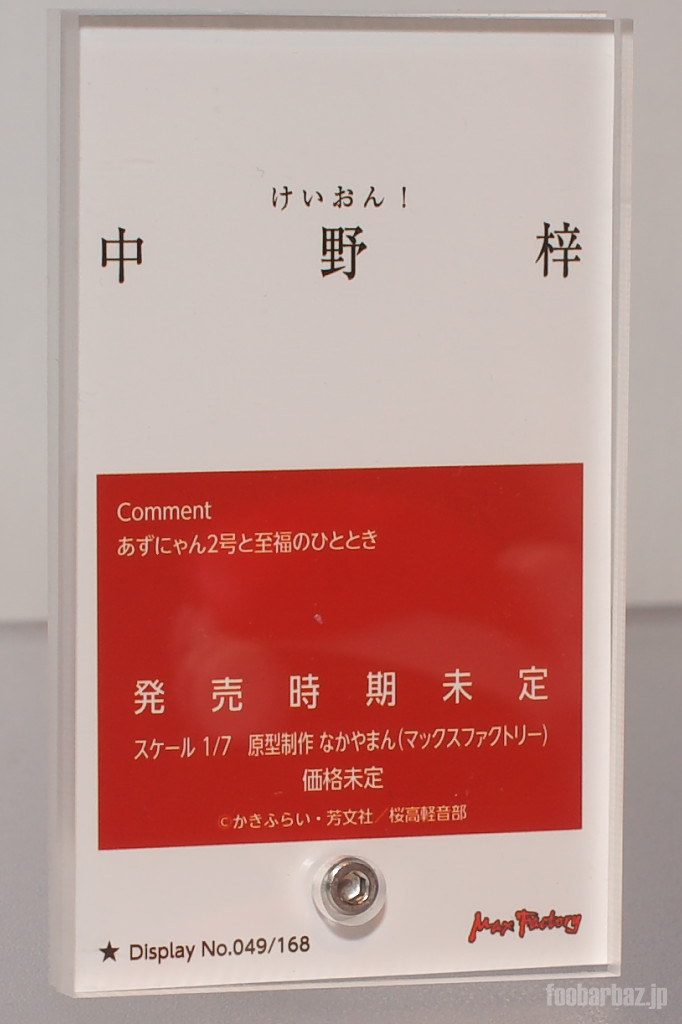 けいおん！
中野梓
Comment
あずにゃん2号と至福のひととき
発売時期未定
スケール 1/7　原型制作 なかやまん（マックスファクトリー）
価格未定
©かきふらい・芳文社／桜高軽音部
Max Factory
★ Display No.049/168
foobarbaz.jp